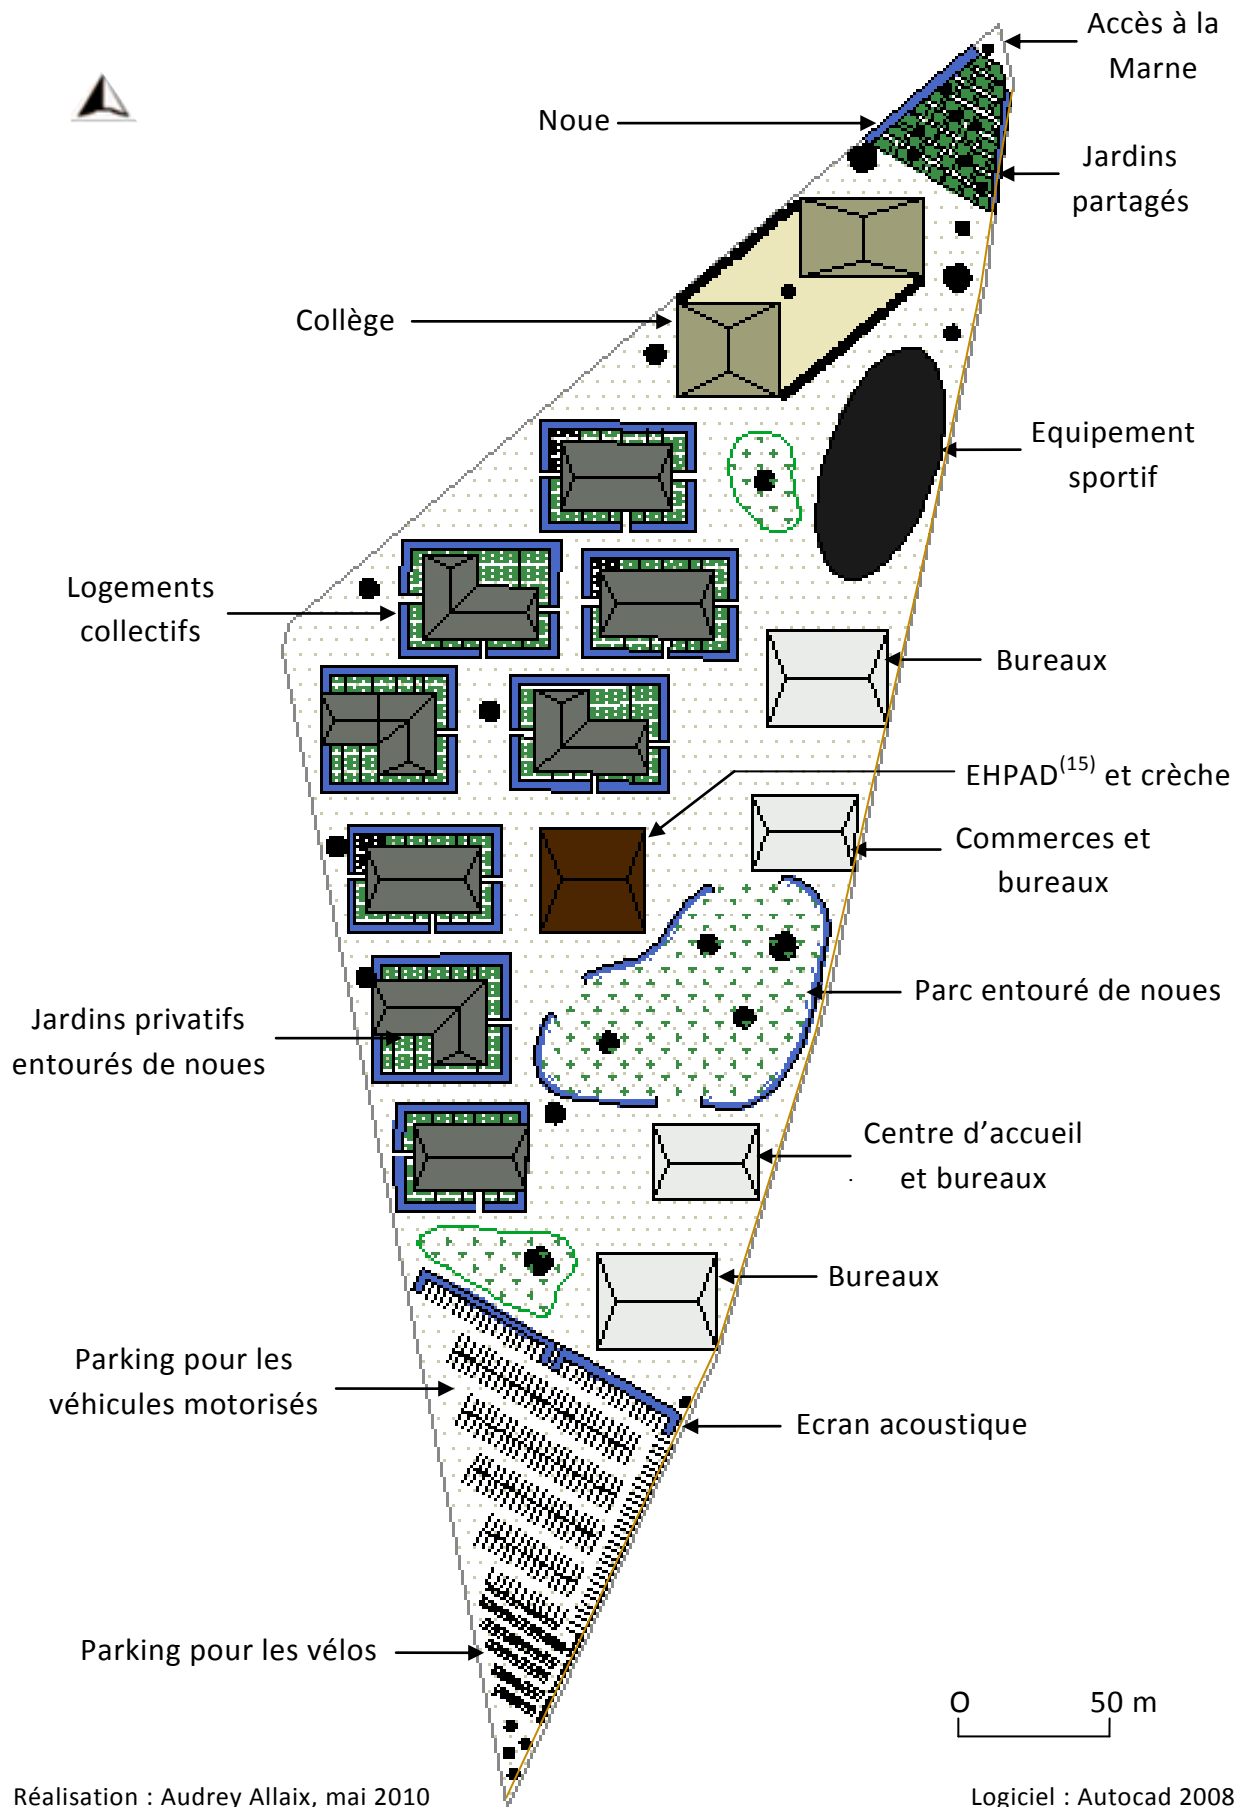 Accès à la
Marne
Noue
Jardins
partagés
Collège
Equipement
sportif
Logements
collectifs
Bureaux
EHPAD(15) et crèche
Commerces et
bureaux
Parc entouré de noues
Jardins privatifs
entourés de noues
Centre d’accueil
et bureaux
Bureaux
Parking pour les
véhicules motorisés
Ecran acoustique
Parking pour les vélos
O 50 m
Réalisation : Audrey Allaix, mai 2010
Logiciel : Autocad 2008